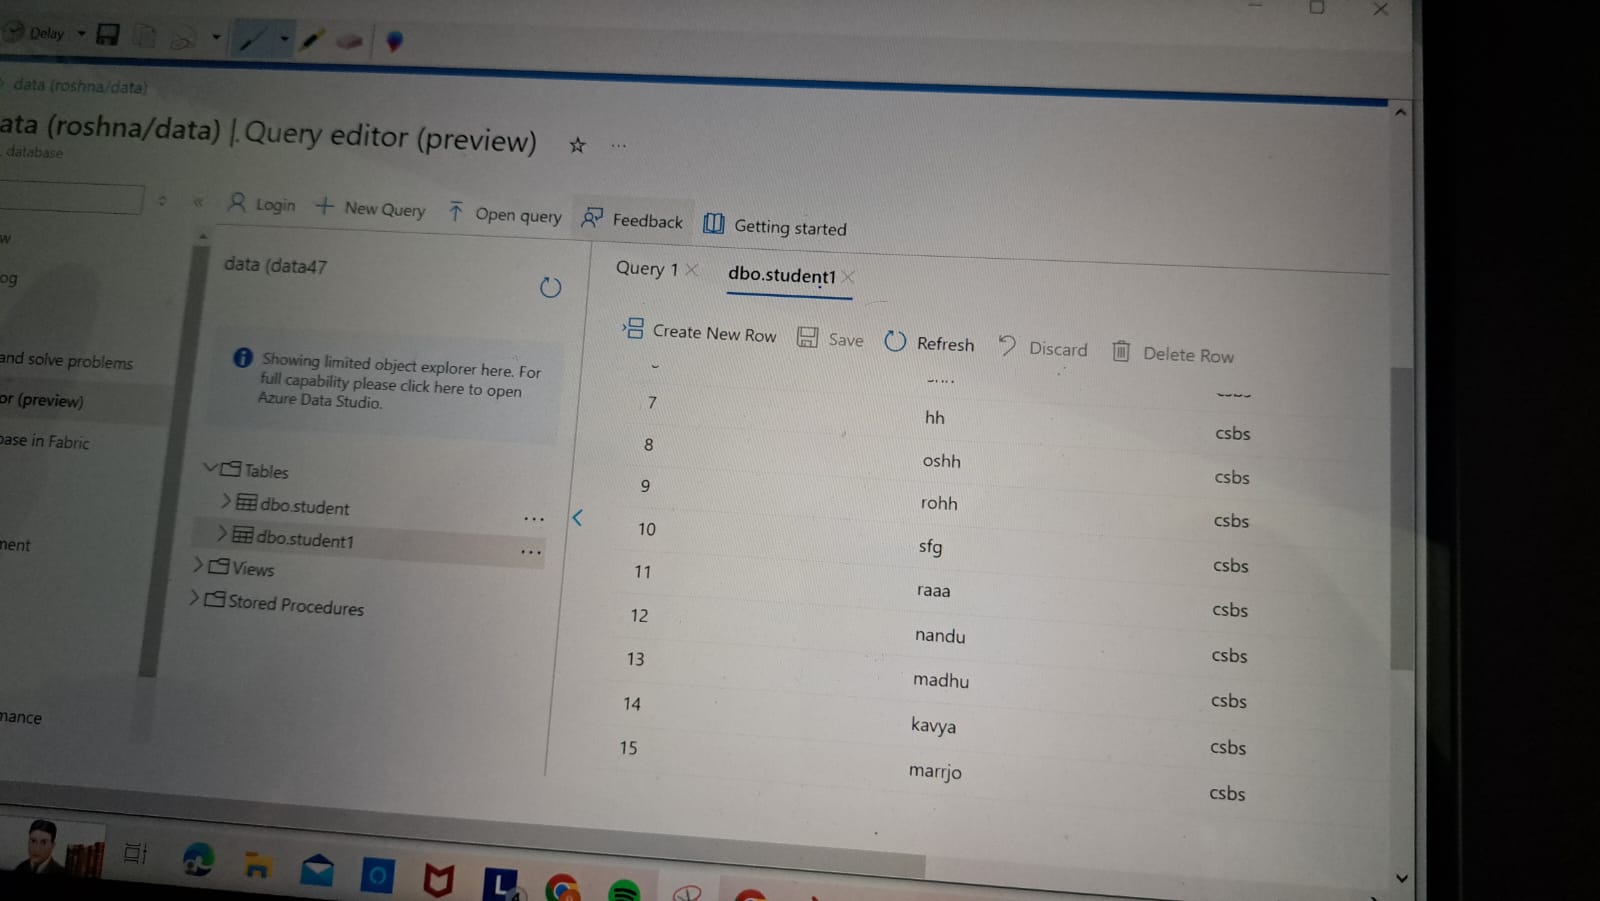 Delay
data (roshna/data)
ata (roshna/data) | Query editor (preview)
database
Login
New Query
Open query
Feedback
Getting started
w
og
and solve problems
or (preview)
base in Fabric
ment
mance
data (data47
Showing limited object explorer here. For
full capability please click here to open
Azure Data Studio.
Tables
dbo.student
dbo.student1
Views
Stored Procedures
Query 1
dbo.student1
Create New Row
Save
Refresh
Discard
Delete Row
7 hh csbs
8 oshh csbs
9 rohh csbs
10 sfg csbs
11 raaa csbs
12 nandu csbs
13 madhu csbs
14 kavya csbs
15 marrjo csbs